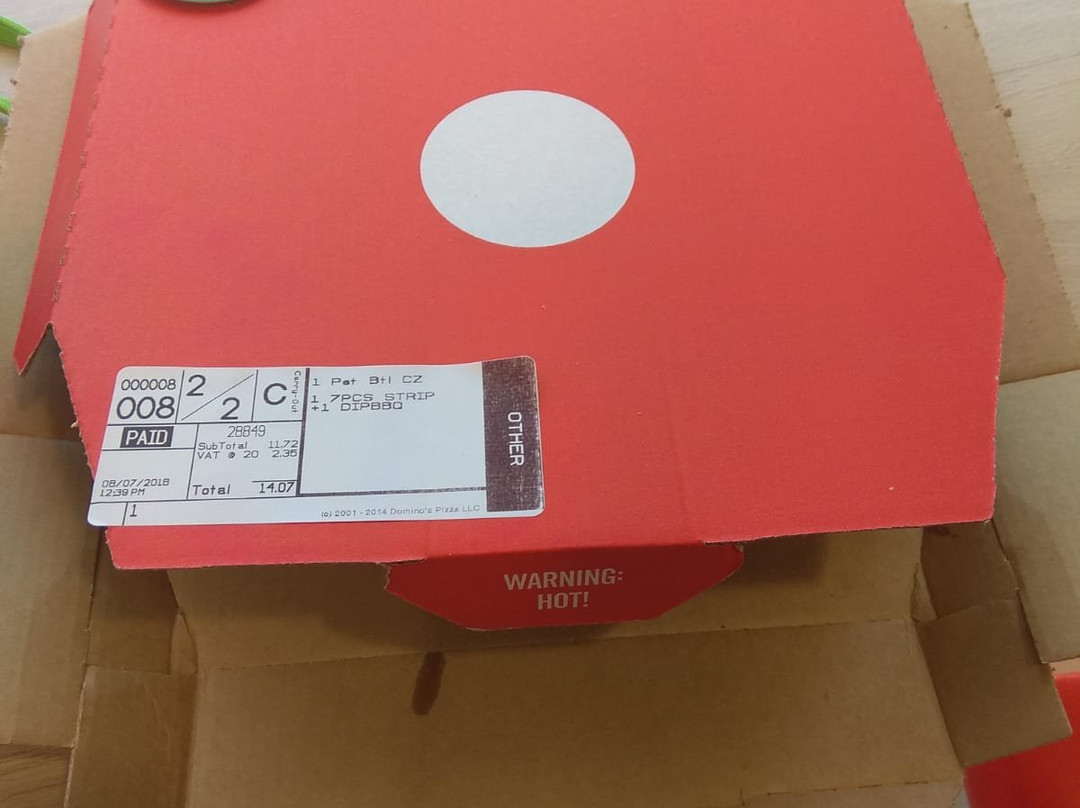 000008
008
2/2
C
Carry-Out
1 Pet Btl CZ
1 7PCS STRIP
+1 DIPBBQ
OTHER
PAID
28849
SubTotal 11.72
VAT @ 20 2.35
08/07/2018
12:39 PM
Total 14.07
1
(c) 2001 - 2014 Domino's Pizza LLC
WARNING:
HOT!